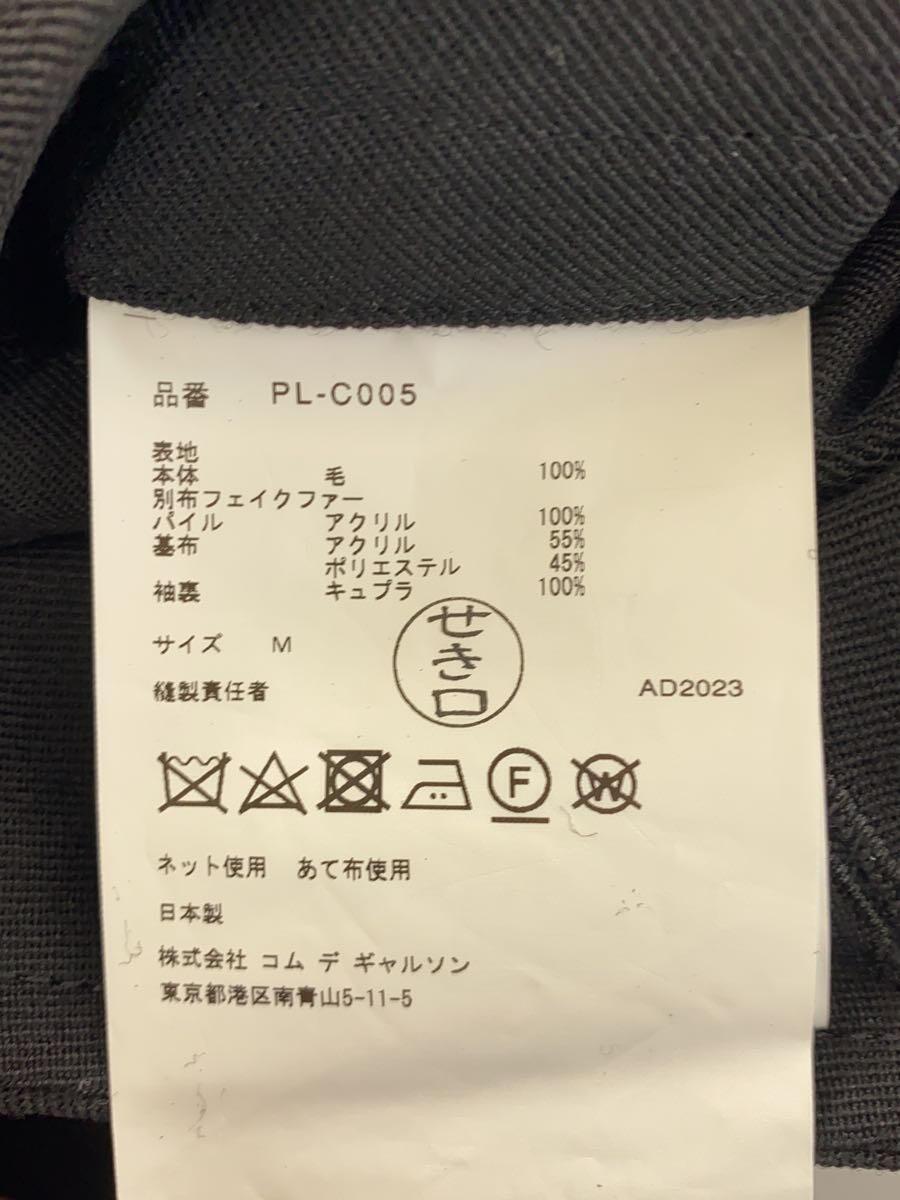 品番 PL-C005
表地
本体 毛 100%
別布フェイクファー
パイル アクリル 100%
基布 アクリル 55%
ポリエステル 45%
袖裏 キュプラ 100%
サイズ M
縫製責任者 せき口 AD2023
F W
ネット使用 あて布使用
日本製
株式会社 コム デ ギャルソン
東京都港区南青山5-11-5